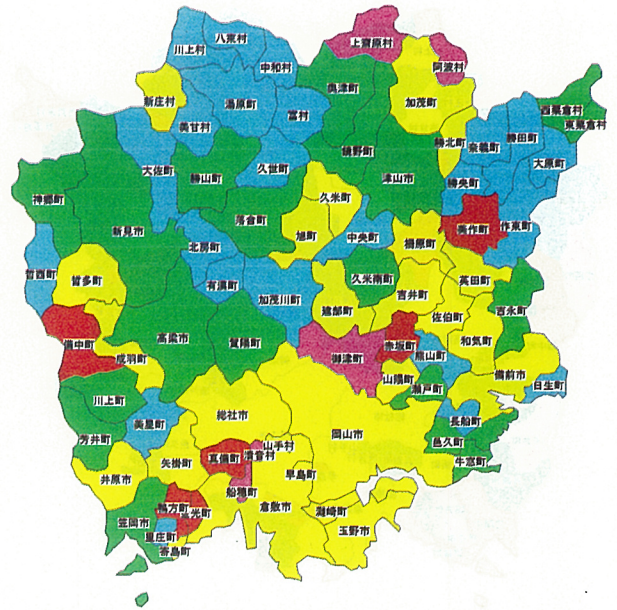 八束村
川上村
中和村
上齋原村
阿波村
奥津町
加茂町
新庄村
湯原町
富村
美甘村
西粟倉村
東粟倉村
勝田町
奈義町
勝北町
大原町
鏡野町
大佐町
久世町
勝山町
津山市
勝央町
神郷町
久米町
落合町
美作町
作東町
新見市
旭町
中央町
柵原町
北房町
哲西町
哲多町
有漢町
加茂川町
久米南町
英田町
吉井町
建部町
吉永町
佐伯町
備中町
高梁市
賀陽町
御津町
赤坂町
熊山町
和気町
成羽町
山陽町
瀬戸町
備前市
日生町
川上町
美星町
総社市
岡山市
長船町
邑久町
芳井町
矢掛町
真備町
山手村
清音村
牛窓町
井原市
早島町
船穂町
鴨方町
金光町
倉敷市
灘崎町
笠岡市
玉野市
里庄町
寄島町